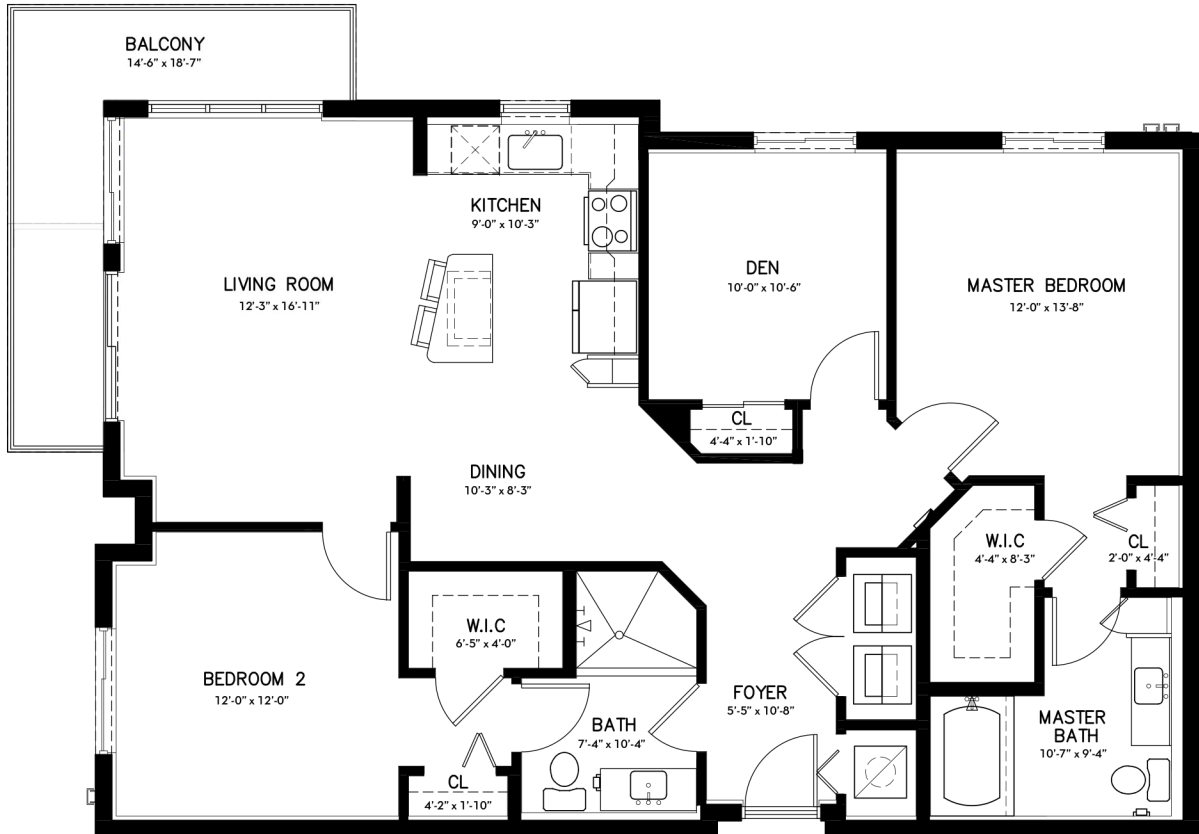 BALCONY
14'-6" x 18'-7"
KITCHEN
9'-0" x 10'-3"
LIVING ROOM
12'-3" x 16'-11"
DEN
10'-0" x 10'-6"
MASTER BEDROOM
12'-0" x 13'-8"
CL
4'-4" x 1'-10"
DINING
10'-3" x 8'-3"
W.I.C
4'-4" x 8'-3"
CL
2'-0" x 4'-4"
W.I.C
6'-5" x 4'-0"
BEDROOM 2
12'-0" x 12'-0"
FOYER
5'-5" x 10'-8"
BATH
7'-4" x 10'-4"
MASTER
BATH
10'-7" x 9'-4"
CL
4'-2" x 1'-10"